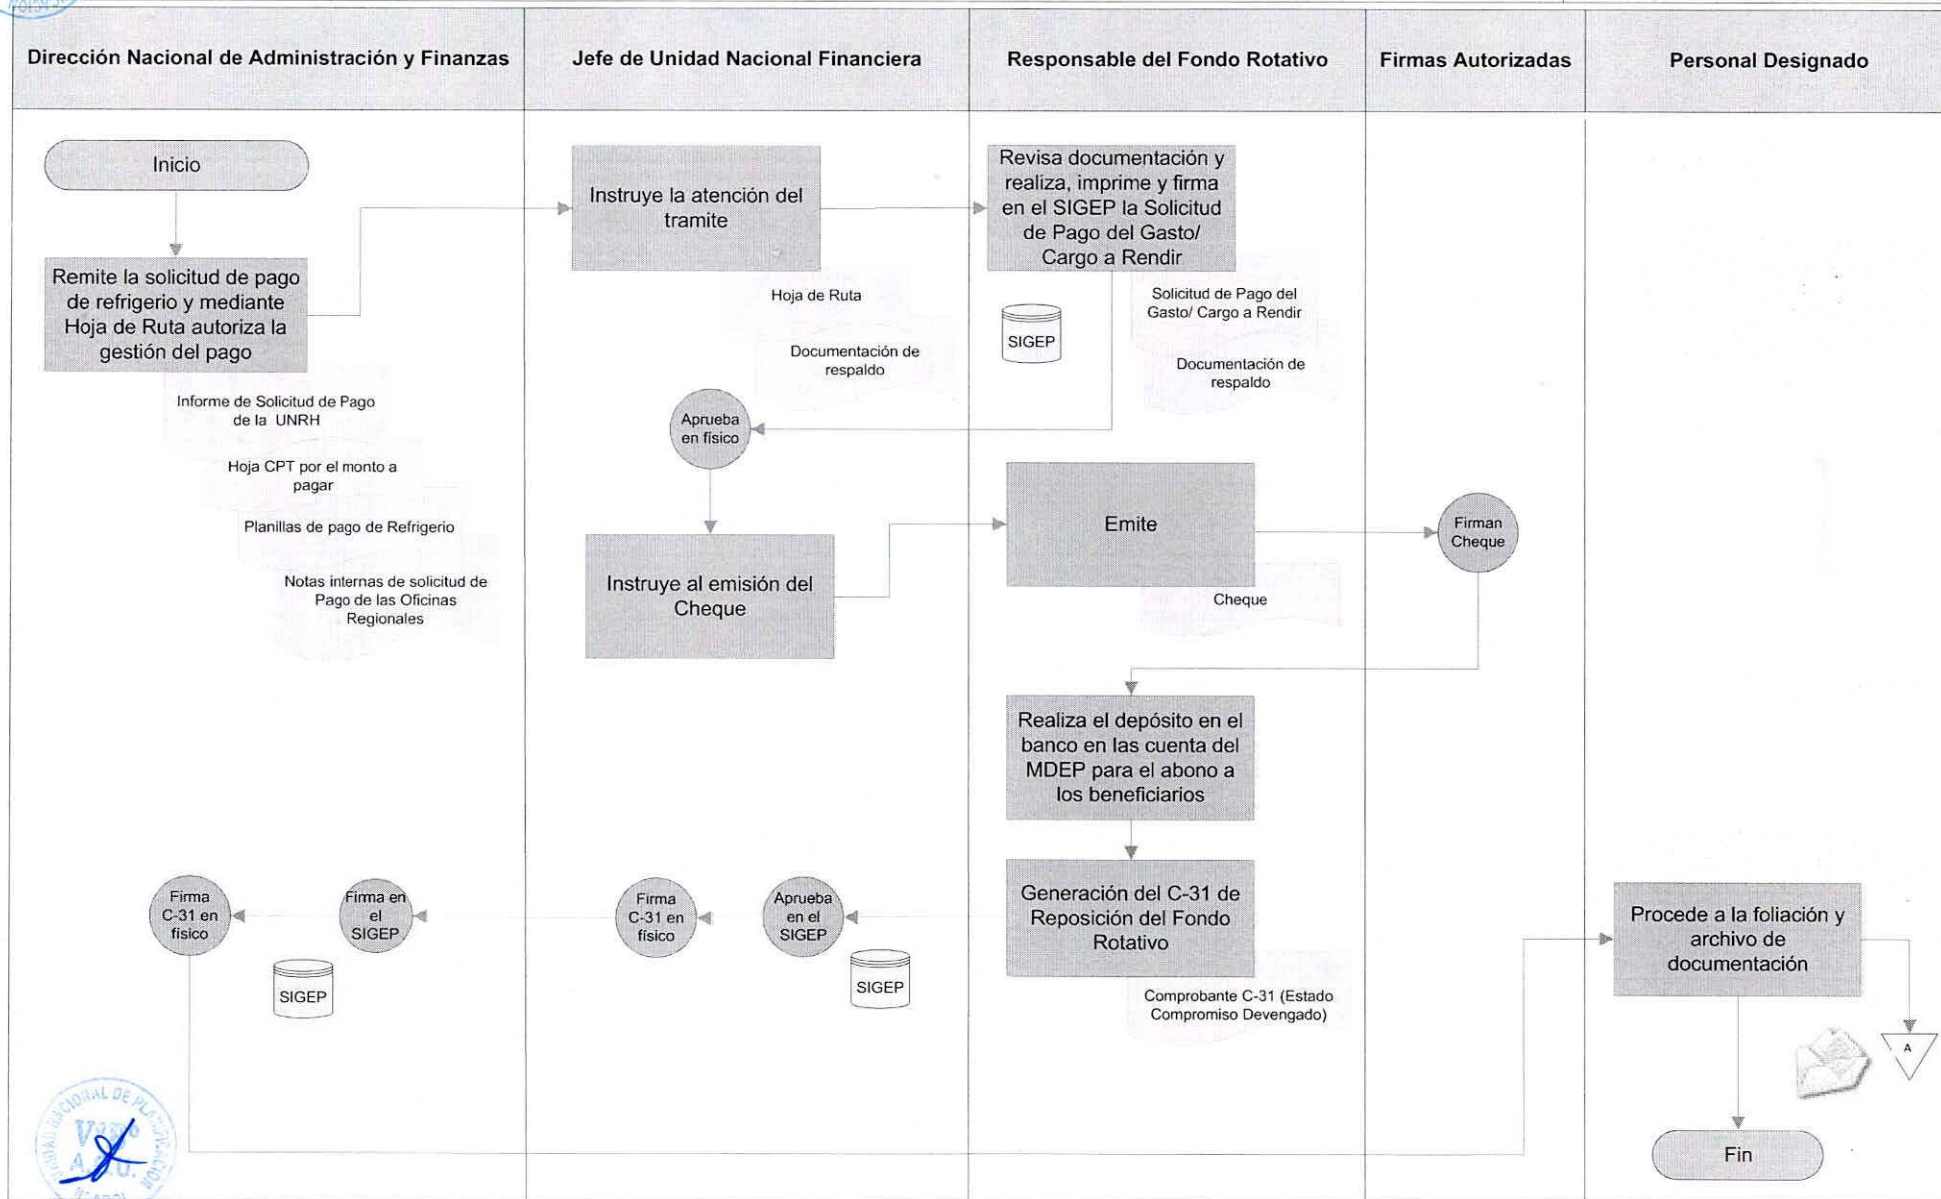 Dirección Nacional de Administración y Finanzas
Jefe de Unidad Nacional Financiera
Responsable del Fondo Rotativo
Firmas Autorizadas
Personal Designado
Inicio
Remite la solicitud de pago
de refrigerio y mediante
Hoja de Ruta autoriza la
gestión del pago
Informe de Solicitud de Pago
de la UNRH
Hoja CPT por el monto a
pagar
Planillas de pago de Refrigerio
Notas internas de solicitud de
Pago de las Oficinas
Regionales
Instruye la atención del
tramite
Hoja de Ruta
Documentación de
respaldo
Revisa documentación y
realiza, imprime y firma
en el SIGEP la Solicitud
de Pago del Gasto/
Cargo a Rendir
SIGEP
Solicitud de Pago del
Gasto/ Cargo a Rendir
Documentación de
respaldo
Aprueba
en físico
Instruye al emisión del
Cheque
Emite
Cheque
Firman
Cheque
Realiza el depósito en el
banco en las cuenta del
MDEP para el abono a
los beneficiarios
Generación del C-31 de
Reposición del Fondo
Rotativo
Comprobante C-31 (Estado
Compromiso Devengado)
Aprueba
en el
SIGEP
SIGEP
Firma
C-31 en
físico
Firma en
el
SIGEP
SIGEP
Firma
C-31 en
físico
Procede a la foliación y
archivo de
documentación
A
Fin
UNIDAD NACIONAL DE PLANIFICACIÓN